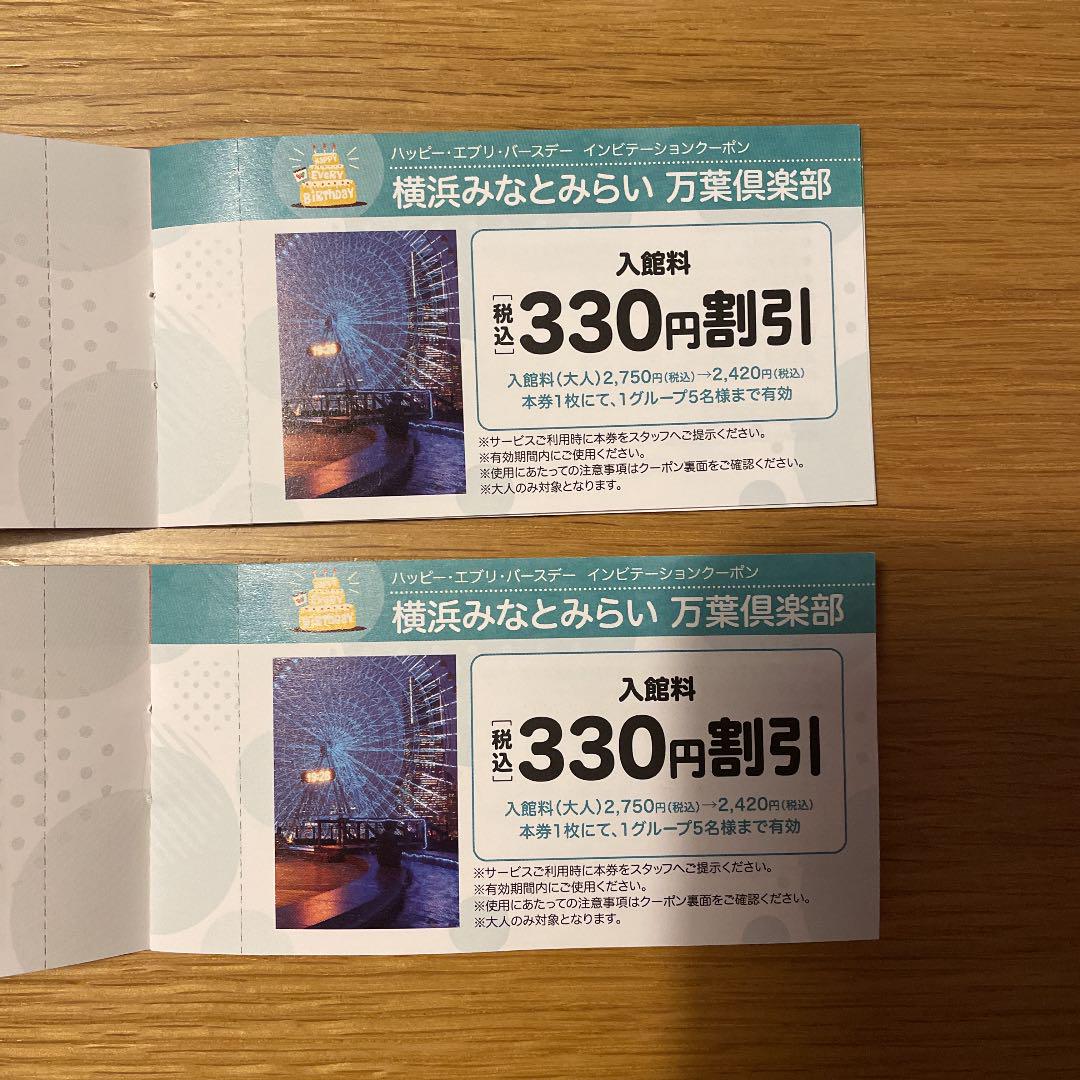 ハッピー・エブリ・バースデー インビテーションクーポン
HAPPY
EVERY
BIRTHDAY
横浜みなとみらい 万葉倶楽部
入館料
[税込]330円割引
入館料(大人)2,750円(税込)→2,420円(税込)
本券1枚にて、1グループ5名様まで有効
19:26
※サービスご利用時に本券をスタッフへご提示ください。
※有効期間内にご使用ください。
※使用にあたっての注意事項はクーポン裏面をご確認ください。
※大人のみ対象となります。
ハッピー・エブリ・バースデー インビテーションクーポン
HAPPY
EVERY
BIRTHDAY
横浜みなとみらい 万葉倶楽部
入館料
[税込]330円割引
入館料(大人)2,750円(税込)→2,420円(税込)
本券1枚にて、1グループ5名様まで有効
19:26
※サービスご利用時に本券をスタッフへご提示ください。
※有効期間内にご使用ください。
※使用にあたっての注意事項はクーポン裏面をご確認ください。
※大人のみ対象となります。